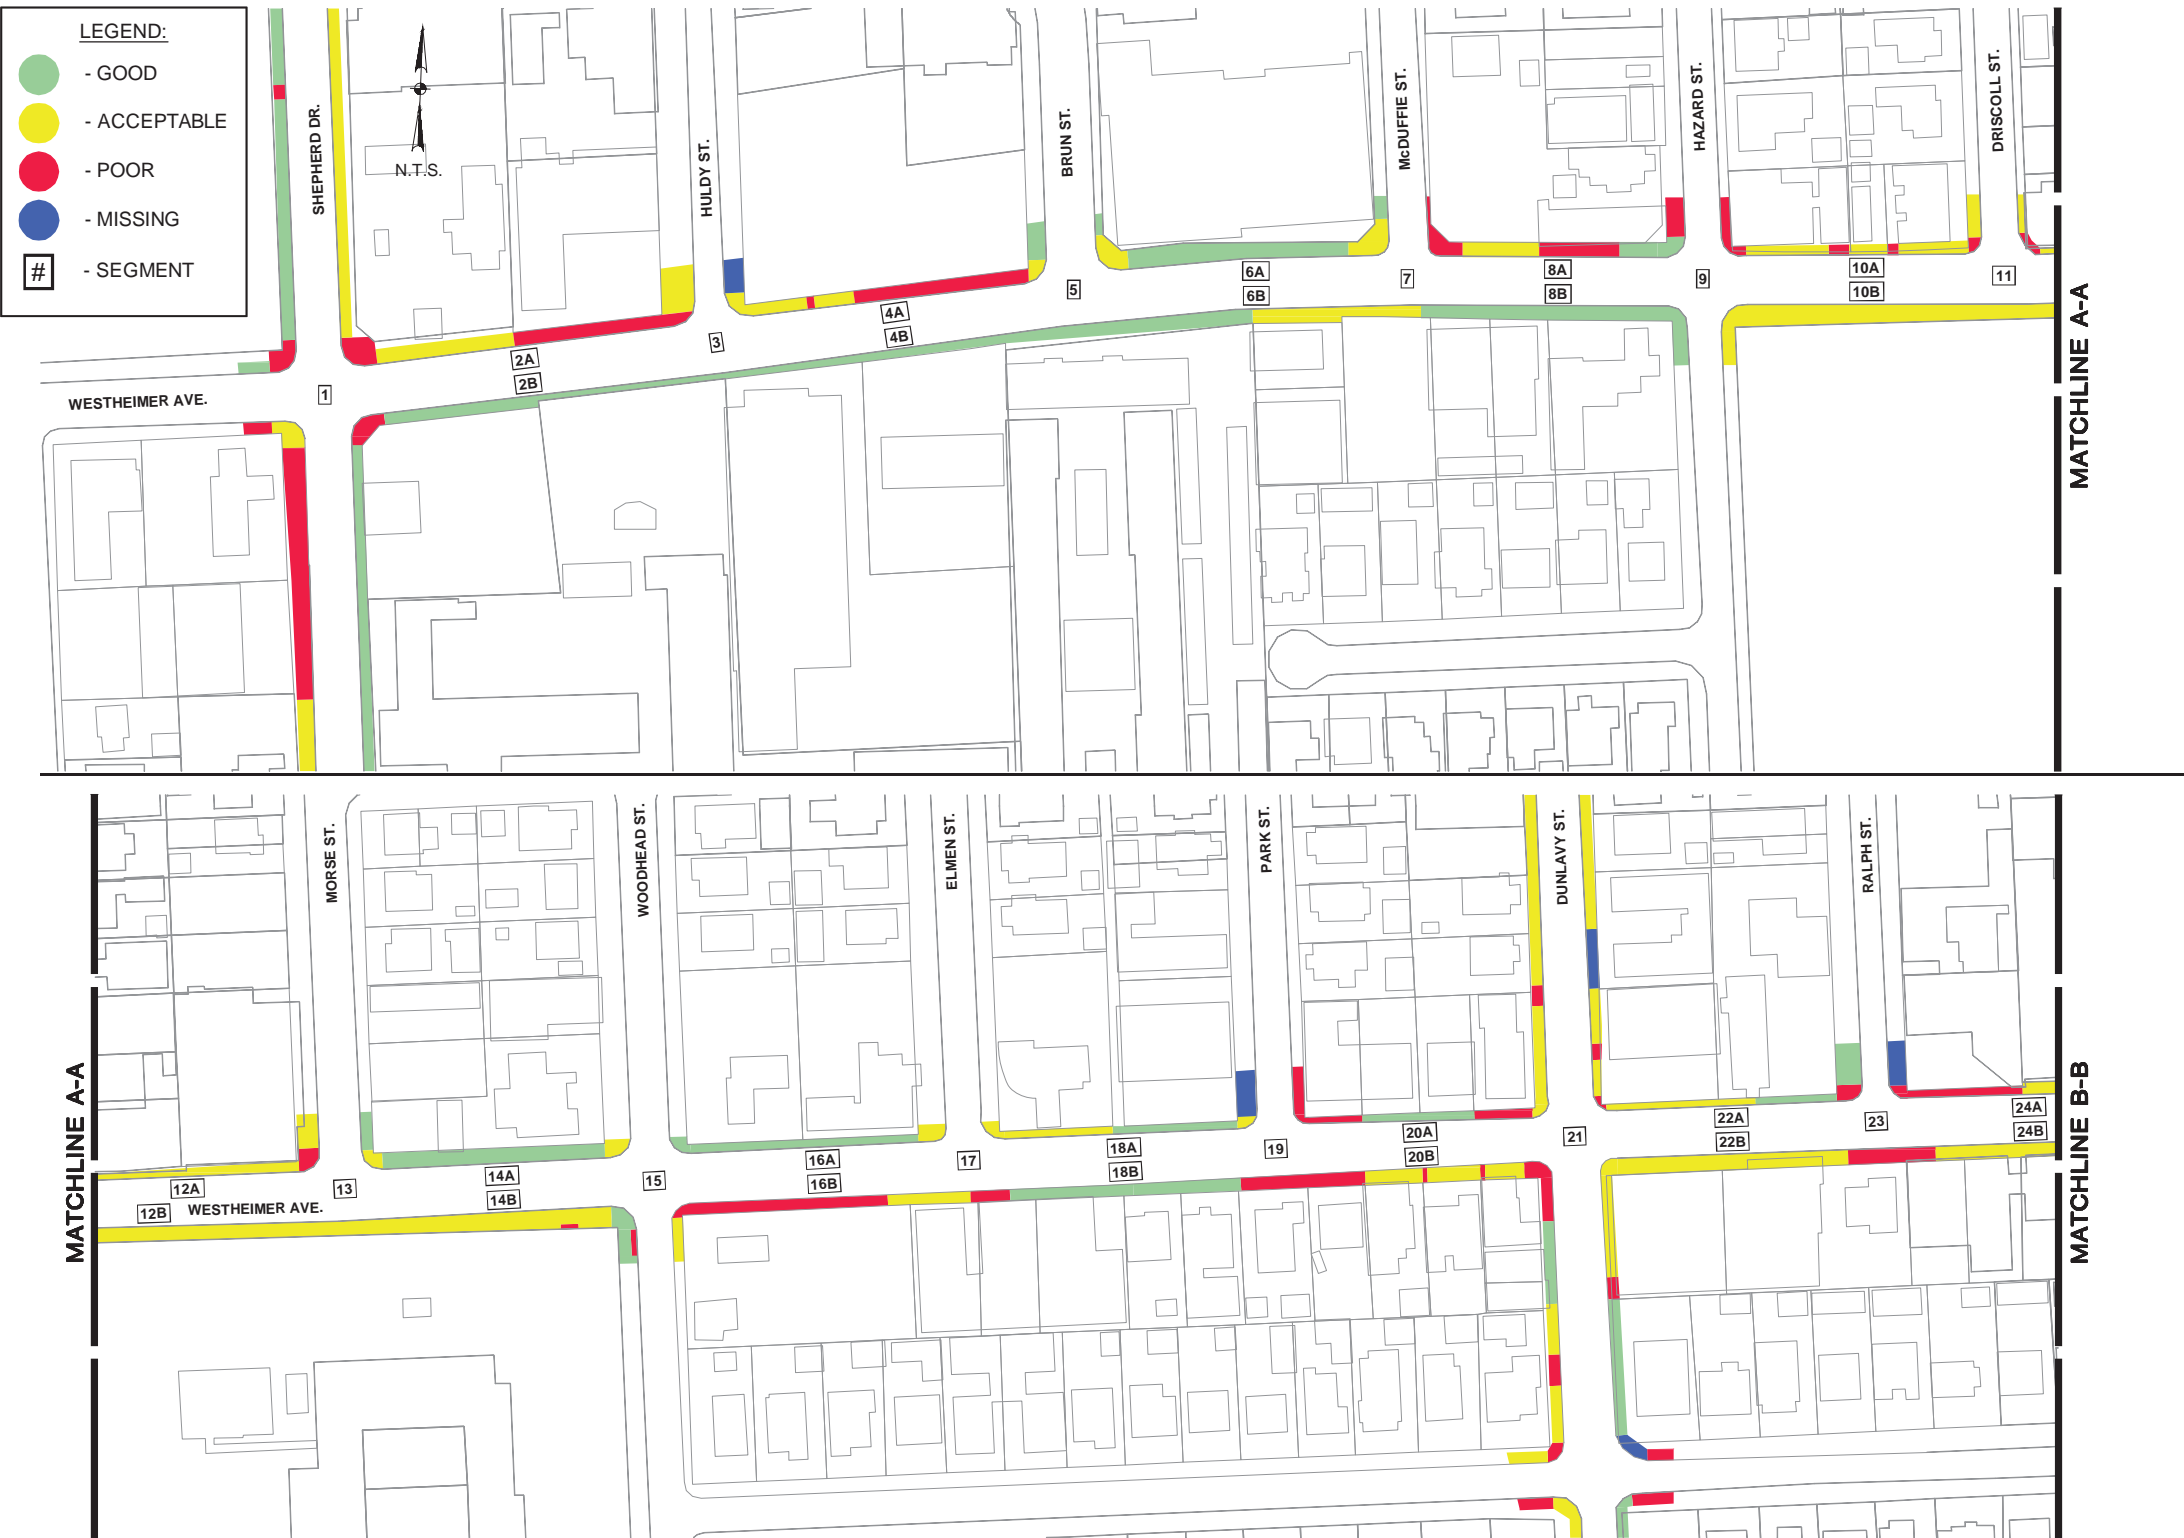 LEGEND:
- GOOD
- ACCEPTABLE
- POOR
- MISSING
# - SEGMENT
N.T.S.
SHEPHERD DR.
HULDY ST.
BRUN ST.
McDUFFIE ST.
HAZARD ST.
DRISCOLL ST.
WESTHEIMER AVE.
1
2A
2B
3
4A
4B
5
6A
6B
7
8A
8B
9
10A
10B
11
MATCHLINE A-A
MATCHLINE A-A
MORSE ST.
WOODHEAD ST.
ELMEN ST.
PARK ST.
DUNLAVY ST.
RALPH ST.
12A
12B
WESTHEIMER AVE.
13
14A
14B
15
16A
16B
17
18A
18B
19
20A
20B
21
22A
22B
23
24A
24B
MATCHLINE B-B